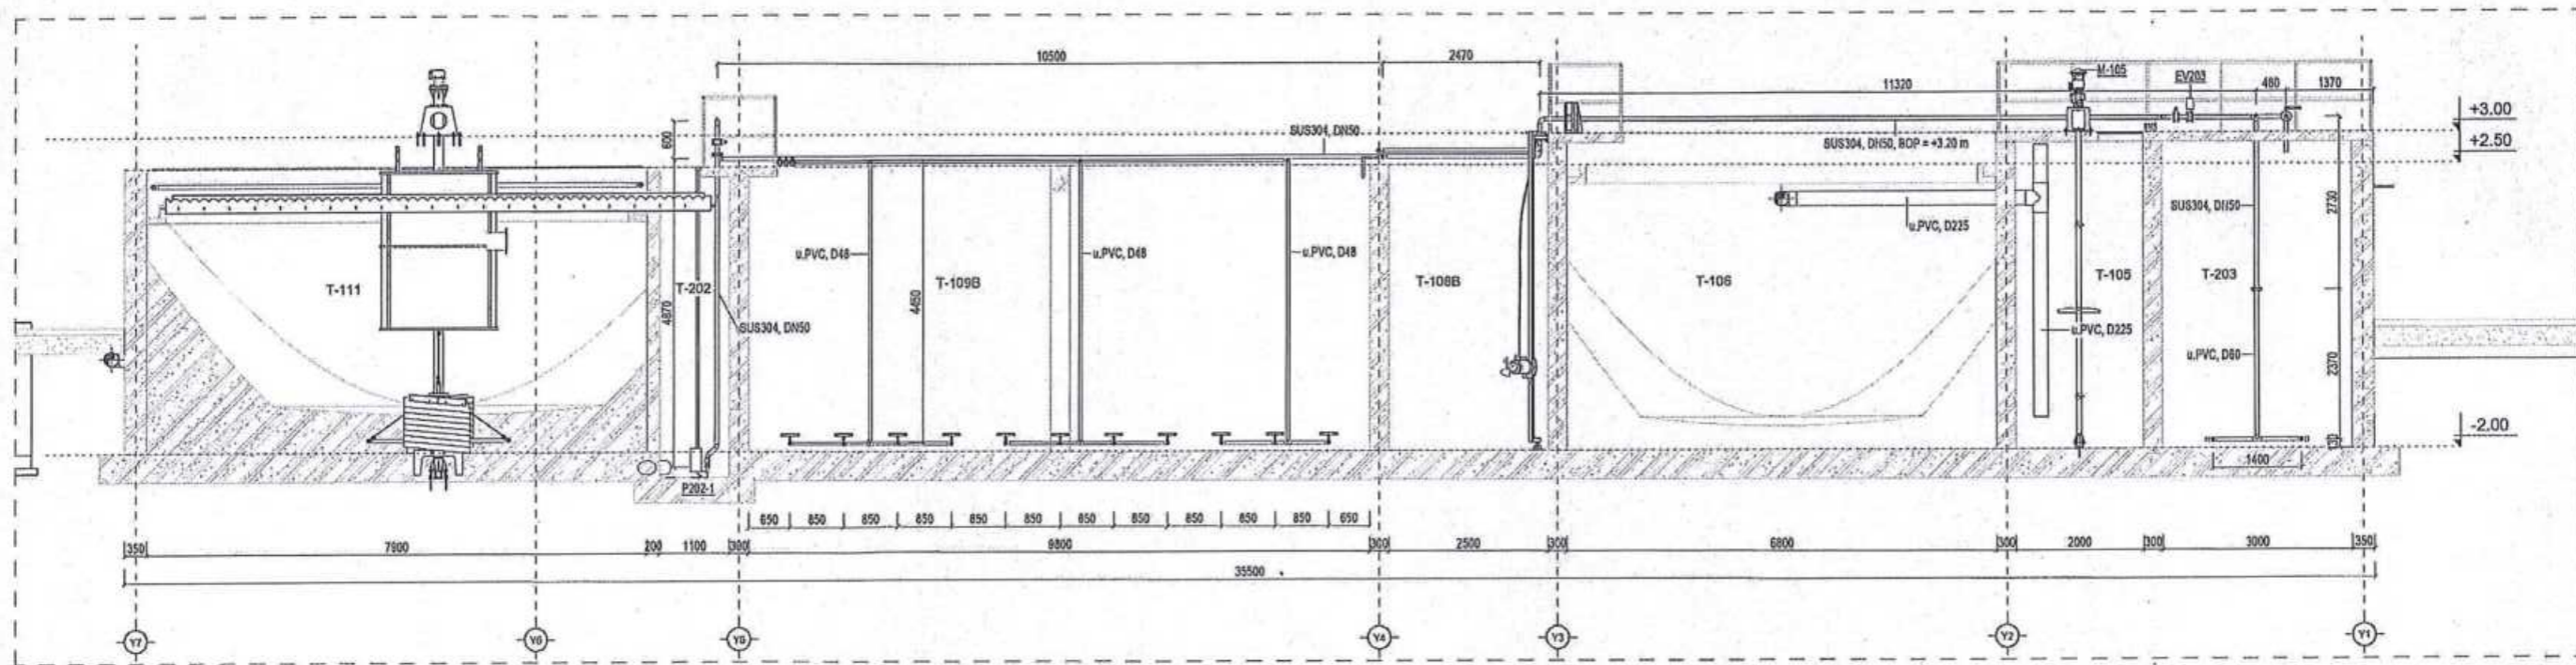 10500
2470
11320
M-105
EV203
480
1370
+3.00
+2.50
600
SUS304, DN50
SUS304, DN50, BOP = +3.20 m
SUS304, DN50
2730
u.PVC, D225
u.PVC, D48
u.PVC, D48
u.PVC, D48
T-111
T-202
T-109B
T-108B
T-106
T-105
T-203
4870
4450
SUS304, DN50
u.PVC, D225
u.PVC, D60
2370
-2.00
1400
P202-1
650
850
850
850
850
850
850
850
850
850
850
650
350
7900
200
1100
300
9800
300
2500
300
6800
300
2000
300
3000
350
35500
Y7
Y6
Y5
Y4
Y3
Y2
Y1